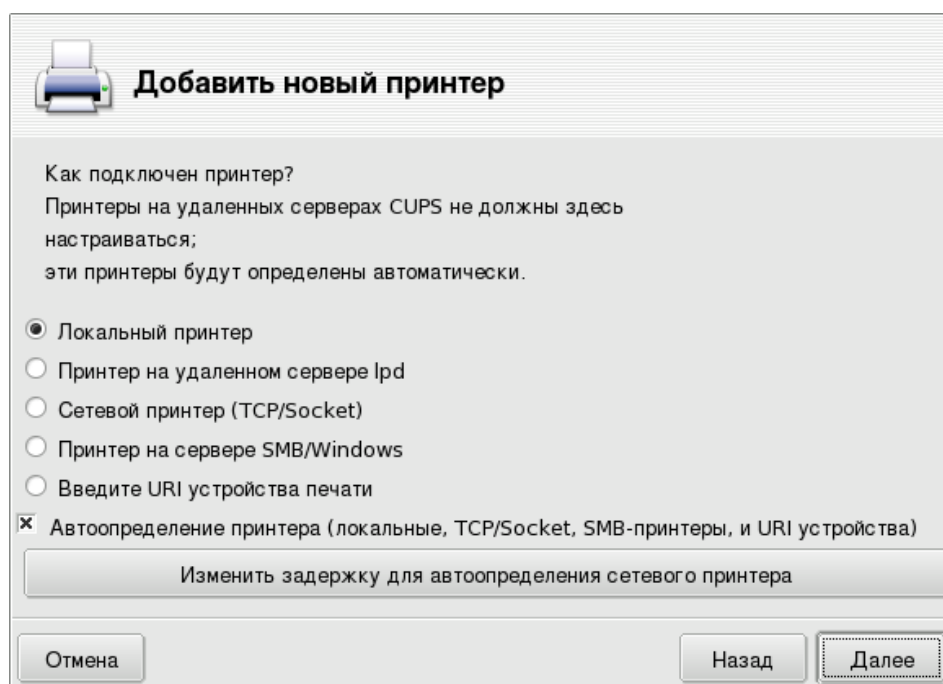 Добавить новый принтер
Как подключен принтер?
Принтеры на удаленных серверах CUPS не должны здесь
настраиваться;
эти принтеры будут определены автоматически.
Локальный принтер
Принтер на удаленном сервере lpd
Сетевой принтер (TCP/Socket)
Принтер на сервере SMB/Windows
Введите URI устройства печати
Автоопределение принтера (локальные, TCP/Socket, SMB-принтеры, и URI устройства)
Изменить задержку для автоопределения сетевого принтера
Отмена
Назад
Далее